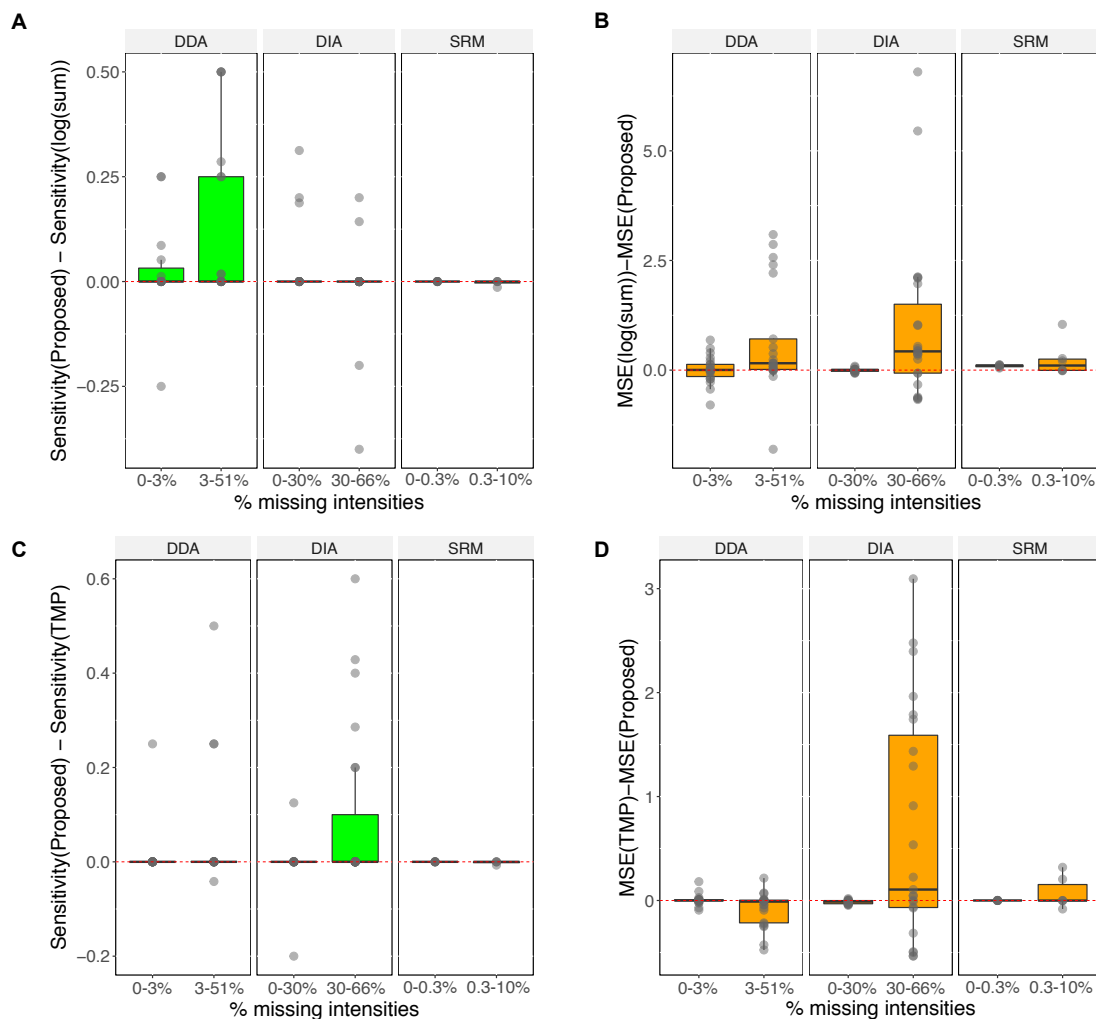 A
DDA DIA SRM
Sensitivity(Proposed) − Sensitivity(log(sum))
0.50
0.25
0.00
−0.25
0-3% 3-51% 0-30% 30-66% 0-0.3% 0.3-10%
% missing intensities
B
DDA DIA SRM
MSE(log(sum))−MSE(Proposed)
5.0
2.5
0.0
0-3% 3-51% 0-30% 30-66% 0-0.3% 0.3-10%
% missing intensities
C
DDA DIA SRM
Sensitivity(Proposed) − Sensitivity(TMP)
0.6
0.4
0.2
0.0
−0.2
0-3% 3-51% 0-30% 30-66% 0-0.3% 0.3-10%
% missing intensities
D
DDA DIA SRM
MSE(TMP)−MSE(Proposed)
3
2
1
0
0-3% 3-51% 0-30% 30-66% 0-0.3% 0.3-10%
% missing intensities